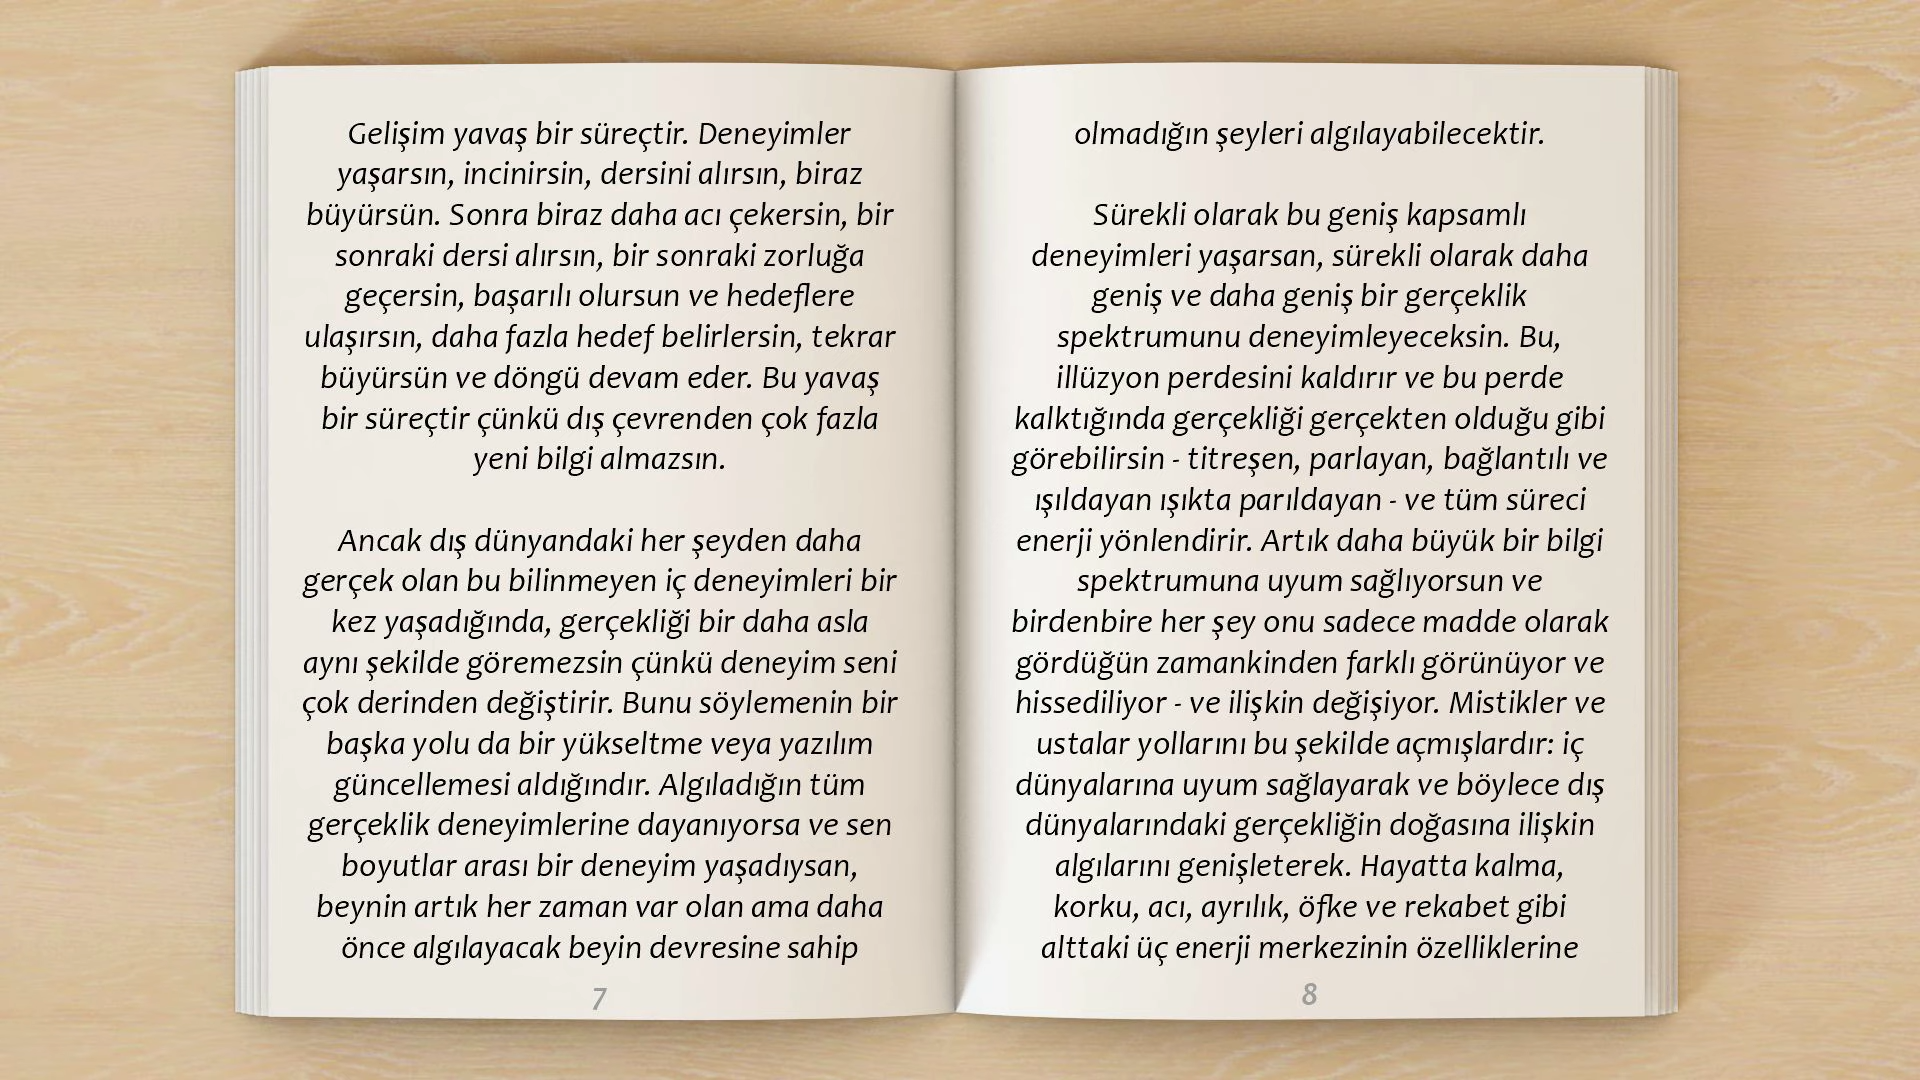 Gelişim yavaş bir süreçtir. Deneyimler
yaşarsın, incinirsin, dersini alırsın, biraz
büyürsün. Sonra biraz daha acı çekersin, bir
sonraki dersi alırsın, bir sonraki zorluğa
geçersin, başarılı olursun ve hedeflere
ulaşırsın, daha fazla hedef belirlersin, tekrar
büyürsün ve döngü devam eder. Bu yavaş
bir süreçtir çünkü dış çevrenden çok fazla
yeni bilgi almazsın.

Ancak dış dünyandaki her şeyden daha
gerçek olan bu bilinmeyen iç deneyimleri bir
kez yaşadığında, gerçekliği bir daha asla
aynı şekilde göremezsin çünkü deneyim seni
çok derinden değiştirir. Bunu söylemenin bir
başka yolu da bir yükseltme veya yazılım
güncellemesi aldığındır. Algıladığın tüm
gerçeklik deneyimlerine dayanıyorsa ve sen
boyutlar arası bir deneyim yaşadıysan,
beynin artık her zaman var olan ama daha
önce algılayacak beyin devresine sahip
7
olmadığın şeyleri algılayabilecektir.

Sürekli olarak bu geniş kapsamlı
deneyimleri yaşarsan, sürekli olarak daha
geniş ve daha geniş bir gerçeklik
spektrumunu deneyimleyeceksin. Bu,
illüzyon perdesini kaldırır ve bu perde
kalktığında gerçekliği gerçekten olduğu gibi
görebilirsin - titreşen, parlayan, bağlantılı ve
ışıldayan ışıkta parıldayan - ve tüm süreci
enerji yönlendirir. Artık daha büyük bir bilgi
spektrumuna uyum sağlıyorsun ve
birdenbire her şey onu sadece madde olarak
gördüğün zamankinden farklı görünüyor ve
hissediliyor - ve ilişkin değişiyor. Mistikler ve
ustalar yollarını bu şekilde açmışlardır: iç
dünyalarına uyum sağlayarak ve böylece dış
dünyalarındaki gerçekliğin doğasına ilişkin
algılarını genişleterek. Hayatta kalma,
korku, acı, ayrılık, öfke ve rekabet gibi
alttaki üç enerji merkezinin özelliklerine
8